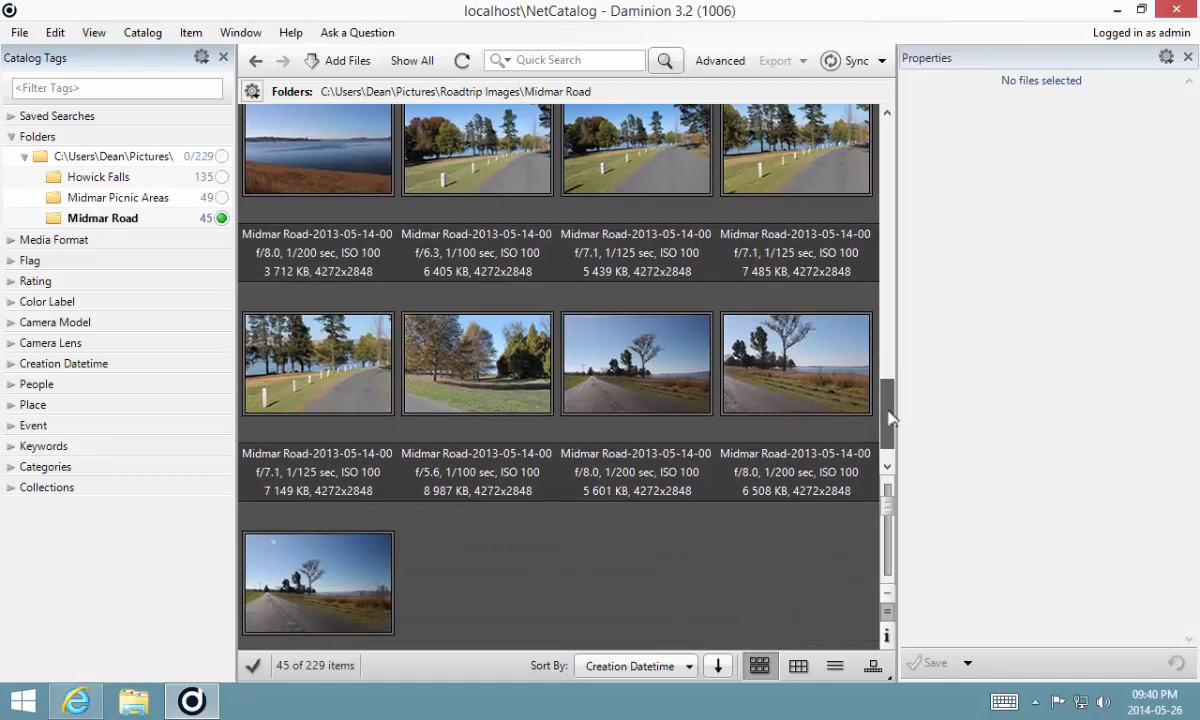 localhost\NetCatalog - Daminion 3.2 (1006)
File Edit View Catalog Item Window Help Ask a Question
Logged in as admin
Catalog Tags
<Filter Tags>
Saved Searches
Folders
C:\Users\Dean\Pictures\ 0/229
Howick Falls 135
Midmar Picnic Areas 49
Midmar Road 45
Media Format
Flag
Rating
Color Label
Camera Model
Camera Lens
Creation Datetime
People
Place
Event
Keywords
Categories
Collections
Add Files Show All Quick Search Advanced Export Sync
Folders: C:\Users\Dean\Pictures\Roadtrip Images\Midmar Road
Midmar Road-2013-05-14-00 Midmar Road-2013-05-14-00 Midmar Road-2013-05-14-00 Midmar Road-2013-05-14-00
f/8.0, 1/200 sec, ISO 100 f/6.3, 1/100 sec, ISO 100 f/7.1, 1/125 sec, ISO 100 f/7.1, 1/125 sec, ISO 100
3 712 KB, 4272x2848 6 405 KB, 4272x2848 5 439 KB, 4272x2848 7 485 KB, 4272x2848
Midmar Road-2013-05-14-00 Midmar Road-2013-05-14-00 Midmar Road-2013-05-14-00 Midmar Road-2013-05-14-00
f/7.1, 1/125 sec, ISO 100 f/5.6, 1/100 sec, ISO 100 f/8.0, 1/200 sec, ISO 100 f/8.0, 1/200 sec, ISO 100
7 149 KB, 4272x2848 8 987 KB, 4272x2848 5 601 KB, 4272x2848 6 508 KB, 4272x2848
45 of 229 items
Sort By: Creation Datetime
Properties
No files selected
Save
09:40 PM
2014-05-26